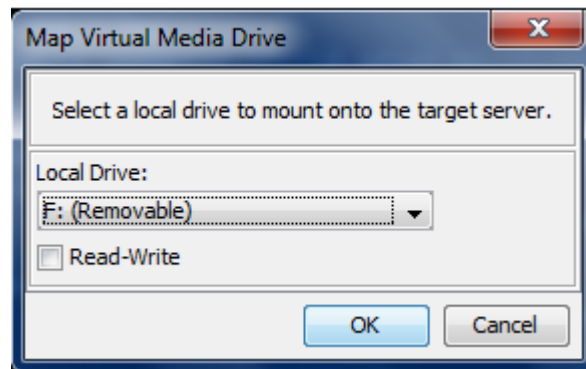 Map Virtual Media Drive
Select a local drive to mount onto the target server.
Local Drive:
F: (Removable)
Read-Write
OK
Cancel